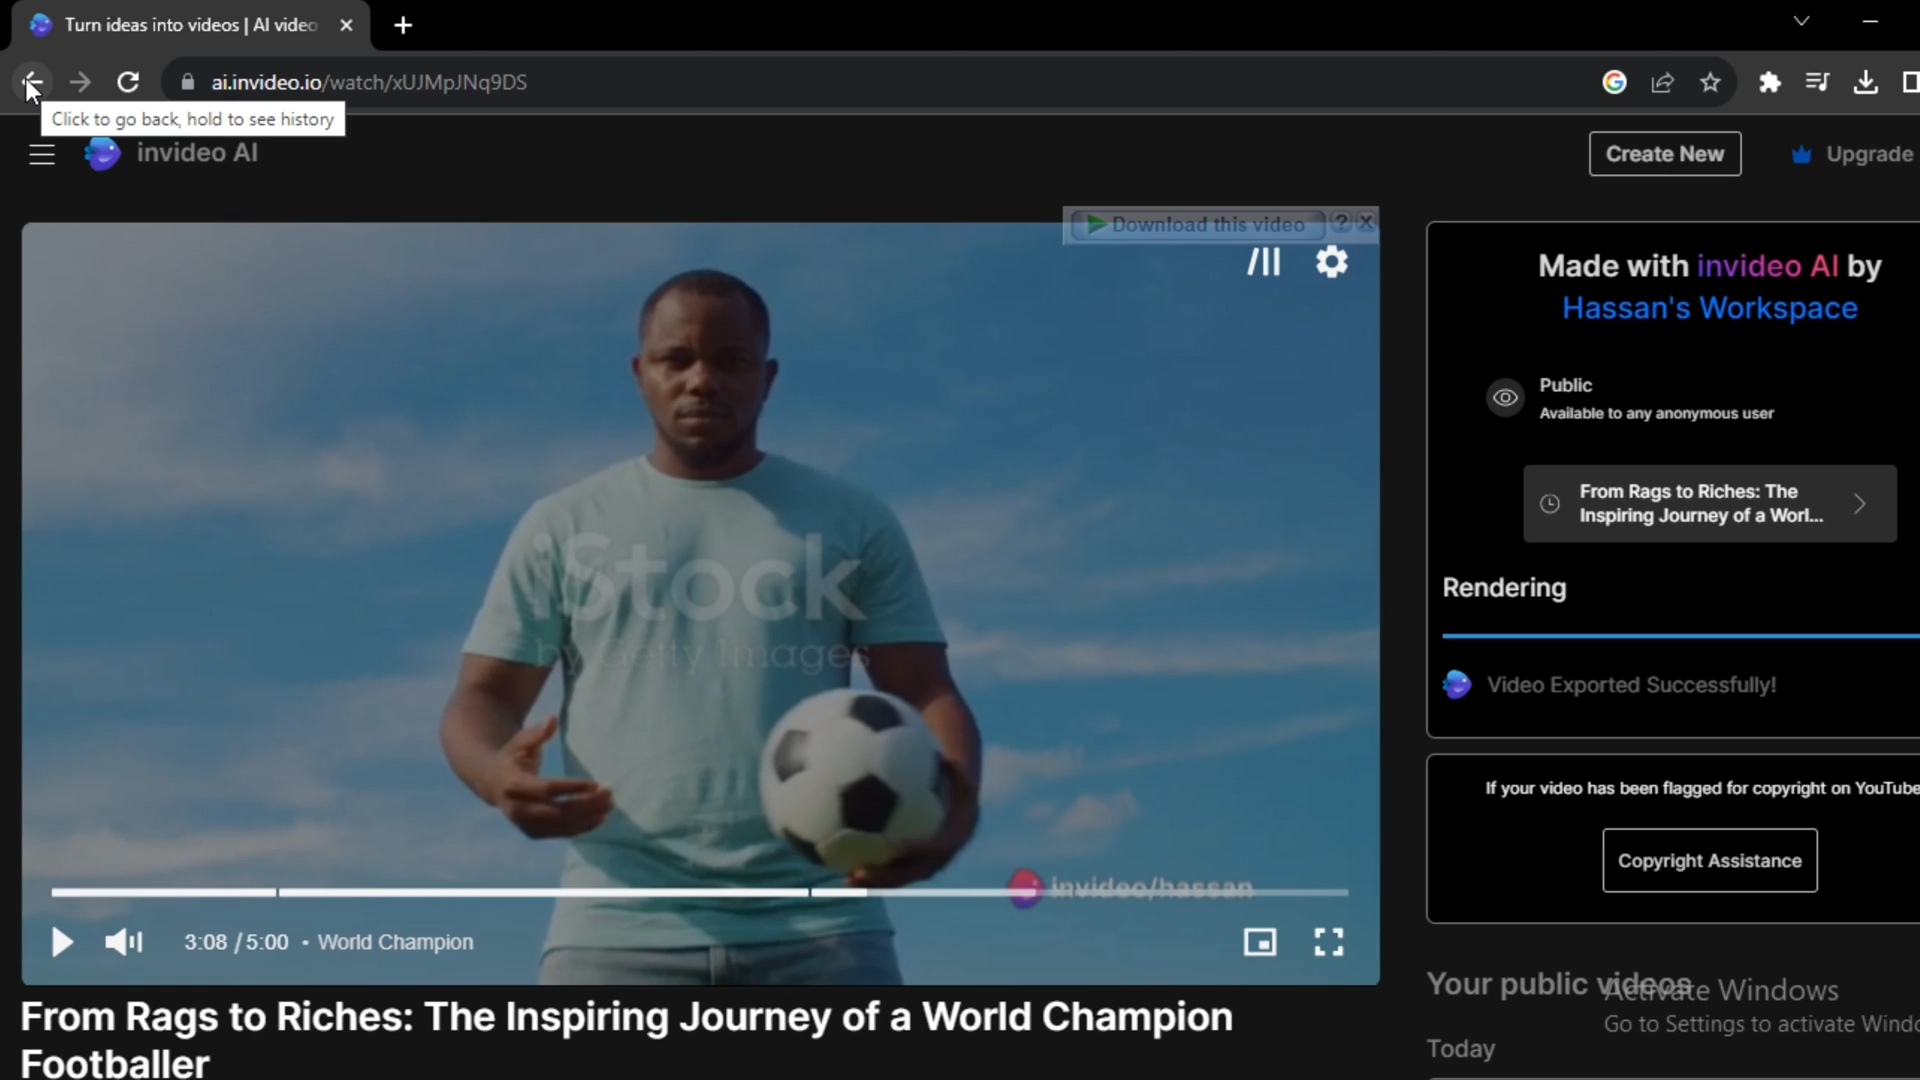 Turn ideas into videos | AI video
ai.invideo.io/watch/xUJMpJNq9DS
Click to go back, hold to see history
invideo AI
Create New
Upgrade
Download this video
?
Made with invideo AI by
Hassan's Workspace
Public
Available to any anonymous user
From Rags to Riches: The
Inspiring Journey of a Worl...
Rendering
Video Exported Successfully!
iStock
by Getty Images
If your video has been flagged for copyright on YouTube
Copyright Assistance
invideo/hassan
3:08 / 5:00 • World Champion
From Rags to Riches: The Inspiring Journey of a World Champion
Footballer
Your public videos
Activate Windows
Go to Settings to activate Windo
Today